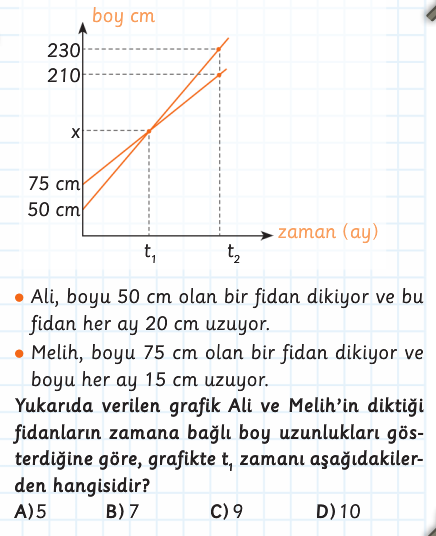 boy cm
230
210
x
75 cm
50 cm
zaman (ay)
t₁ t₂
• Ali, boyu 50 cm olan bir fidan dikiyor ve bu
fidan her ay 20 cm uzuyor.
• Melih, boyu 75 cm olan bir fidan dikiyor ve
boyu her ay 15 cm uzuyor.
Yukarıda verilen grafik Ali ve Melih'in diktiği
fidanların zamana bağlı boy uzunlukları gös-
terdiğine göre, grafikte t₁ zamanı aşağıdakiler-
den hangisidir?
A) 5 B) 7 C) 9 D) 10